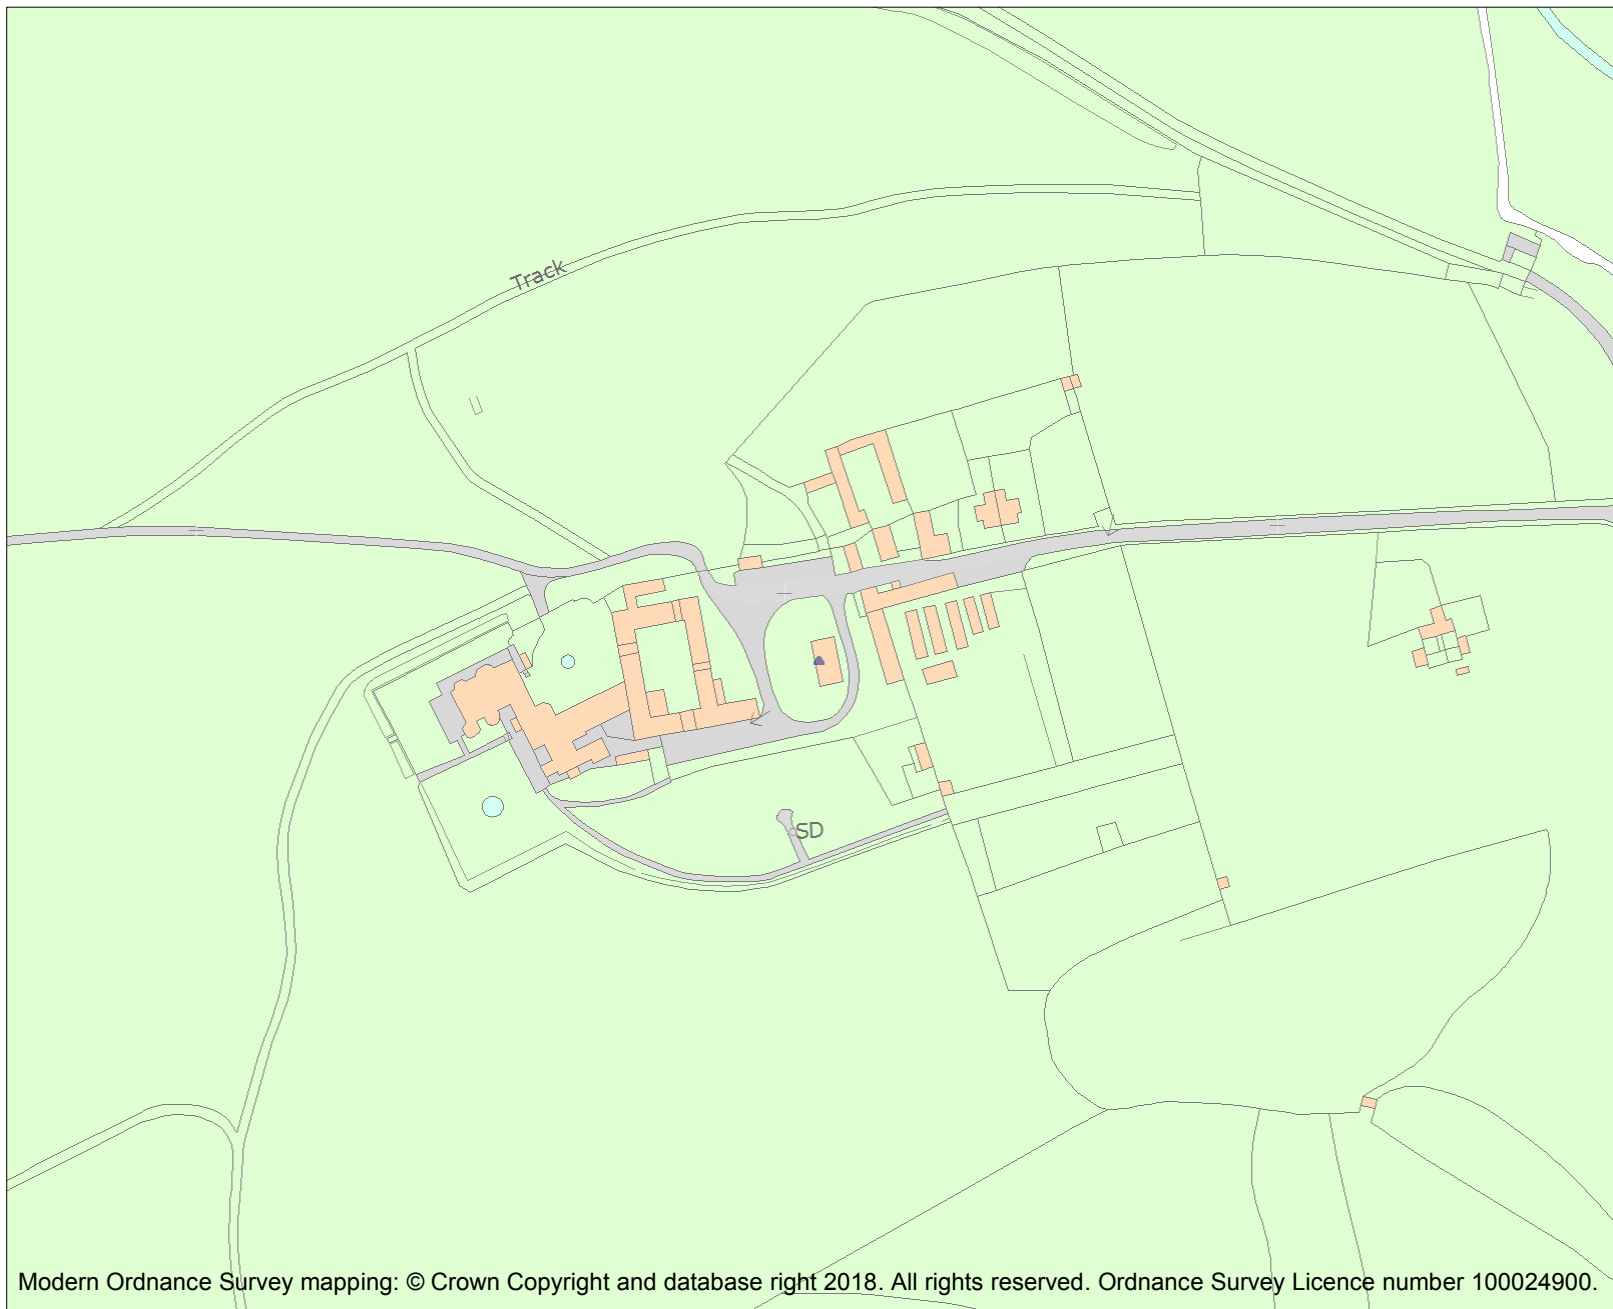 Track
SD
Modern Ordnance Survey mapping: © Crown Copyright and database right 2018. All rights reserved. Ordnance Survey Licence number 100024900.